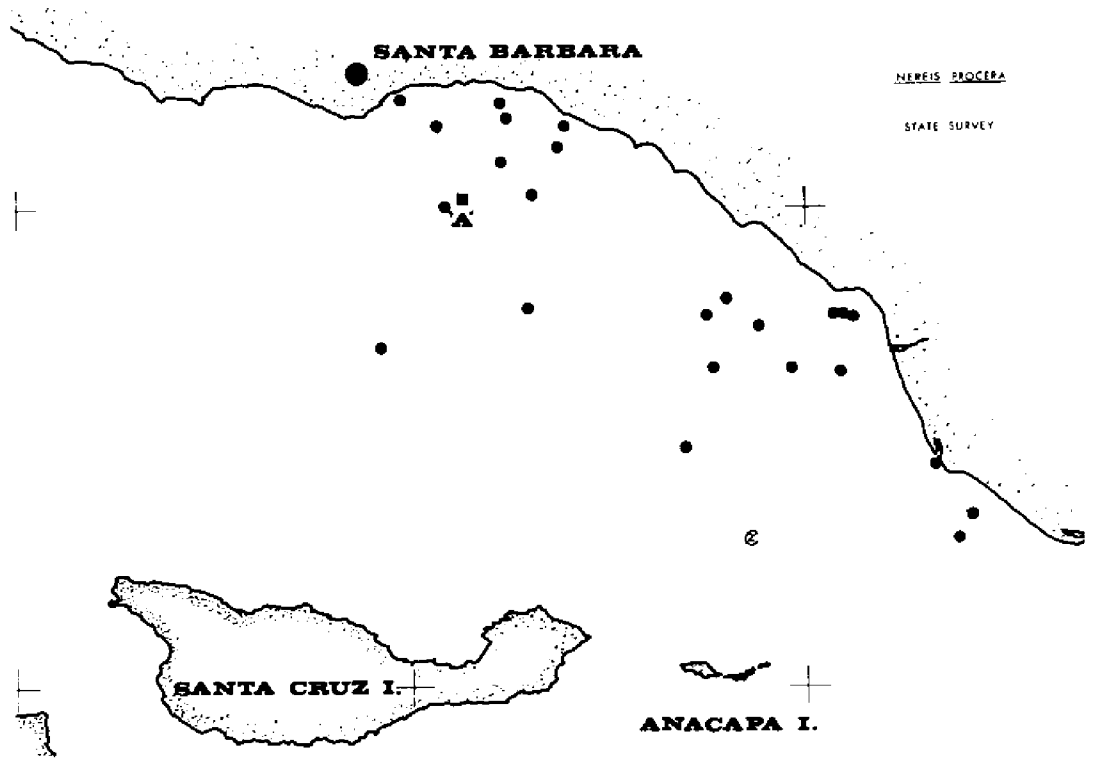 SANTA BARBARA
NEREIS PROCERA
STATE SURVEY
'A'
SANTA CRUZ I.
ANACAPA I.